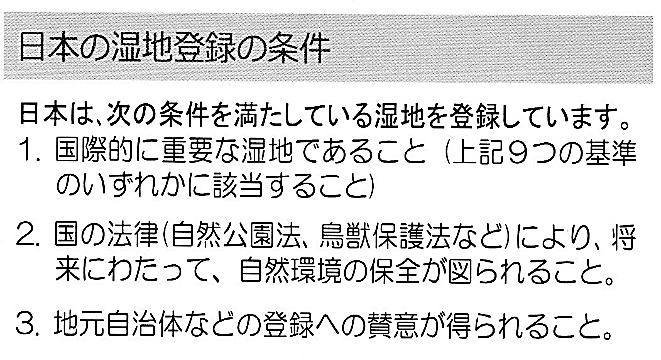 日本の湿地登録の条件
日本は、次の条件を満たしている湿地を登録しています。
1. 国際的に重要な湿地であること（上記9つの基準
のいずれかに該当すること）
2. 国の法律(自然公園法、鳥獣保護法など)により、将
来にわたって、自然環境の保全が図られること。
3. 地元自治体などの登録への賛意が得られること。